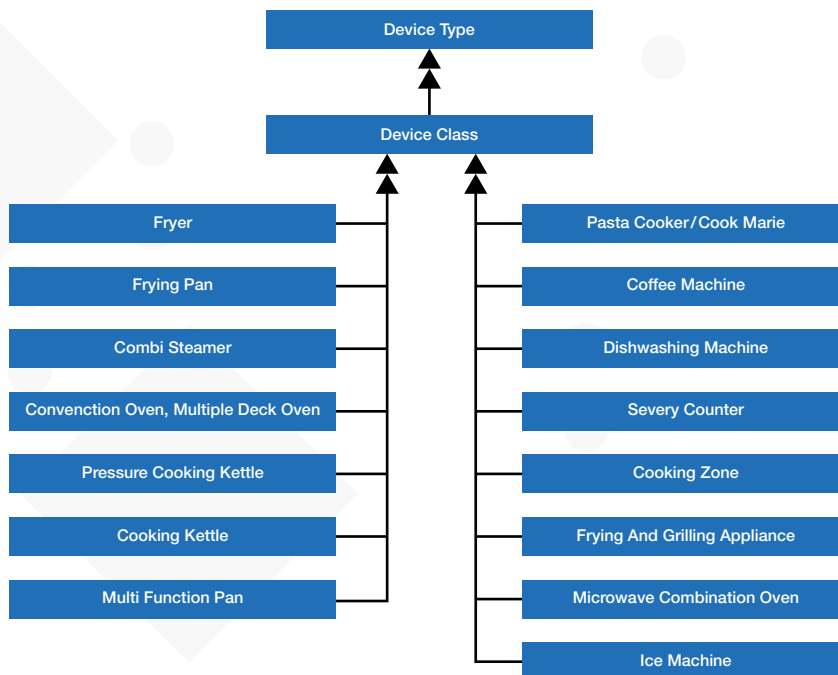 Device Type
Device Class
Fryer
Frying Pan
Combi Steamer
Convenction Oven, Multiple Deck Oven
Pressure Cooking Kettle
Cooking Kettle
Multi Function Pan
Pasta Cooker/Cook Marie
Coffee Machine
Dishwashing Machine
Severy Counter
Cooking Zone
Frying And Grilling Appliance
Microwave Combination Oven
Ice Machine